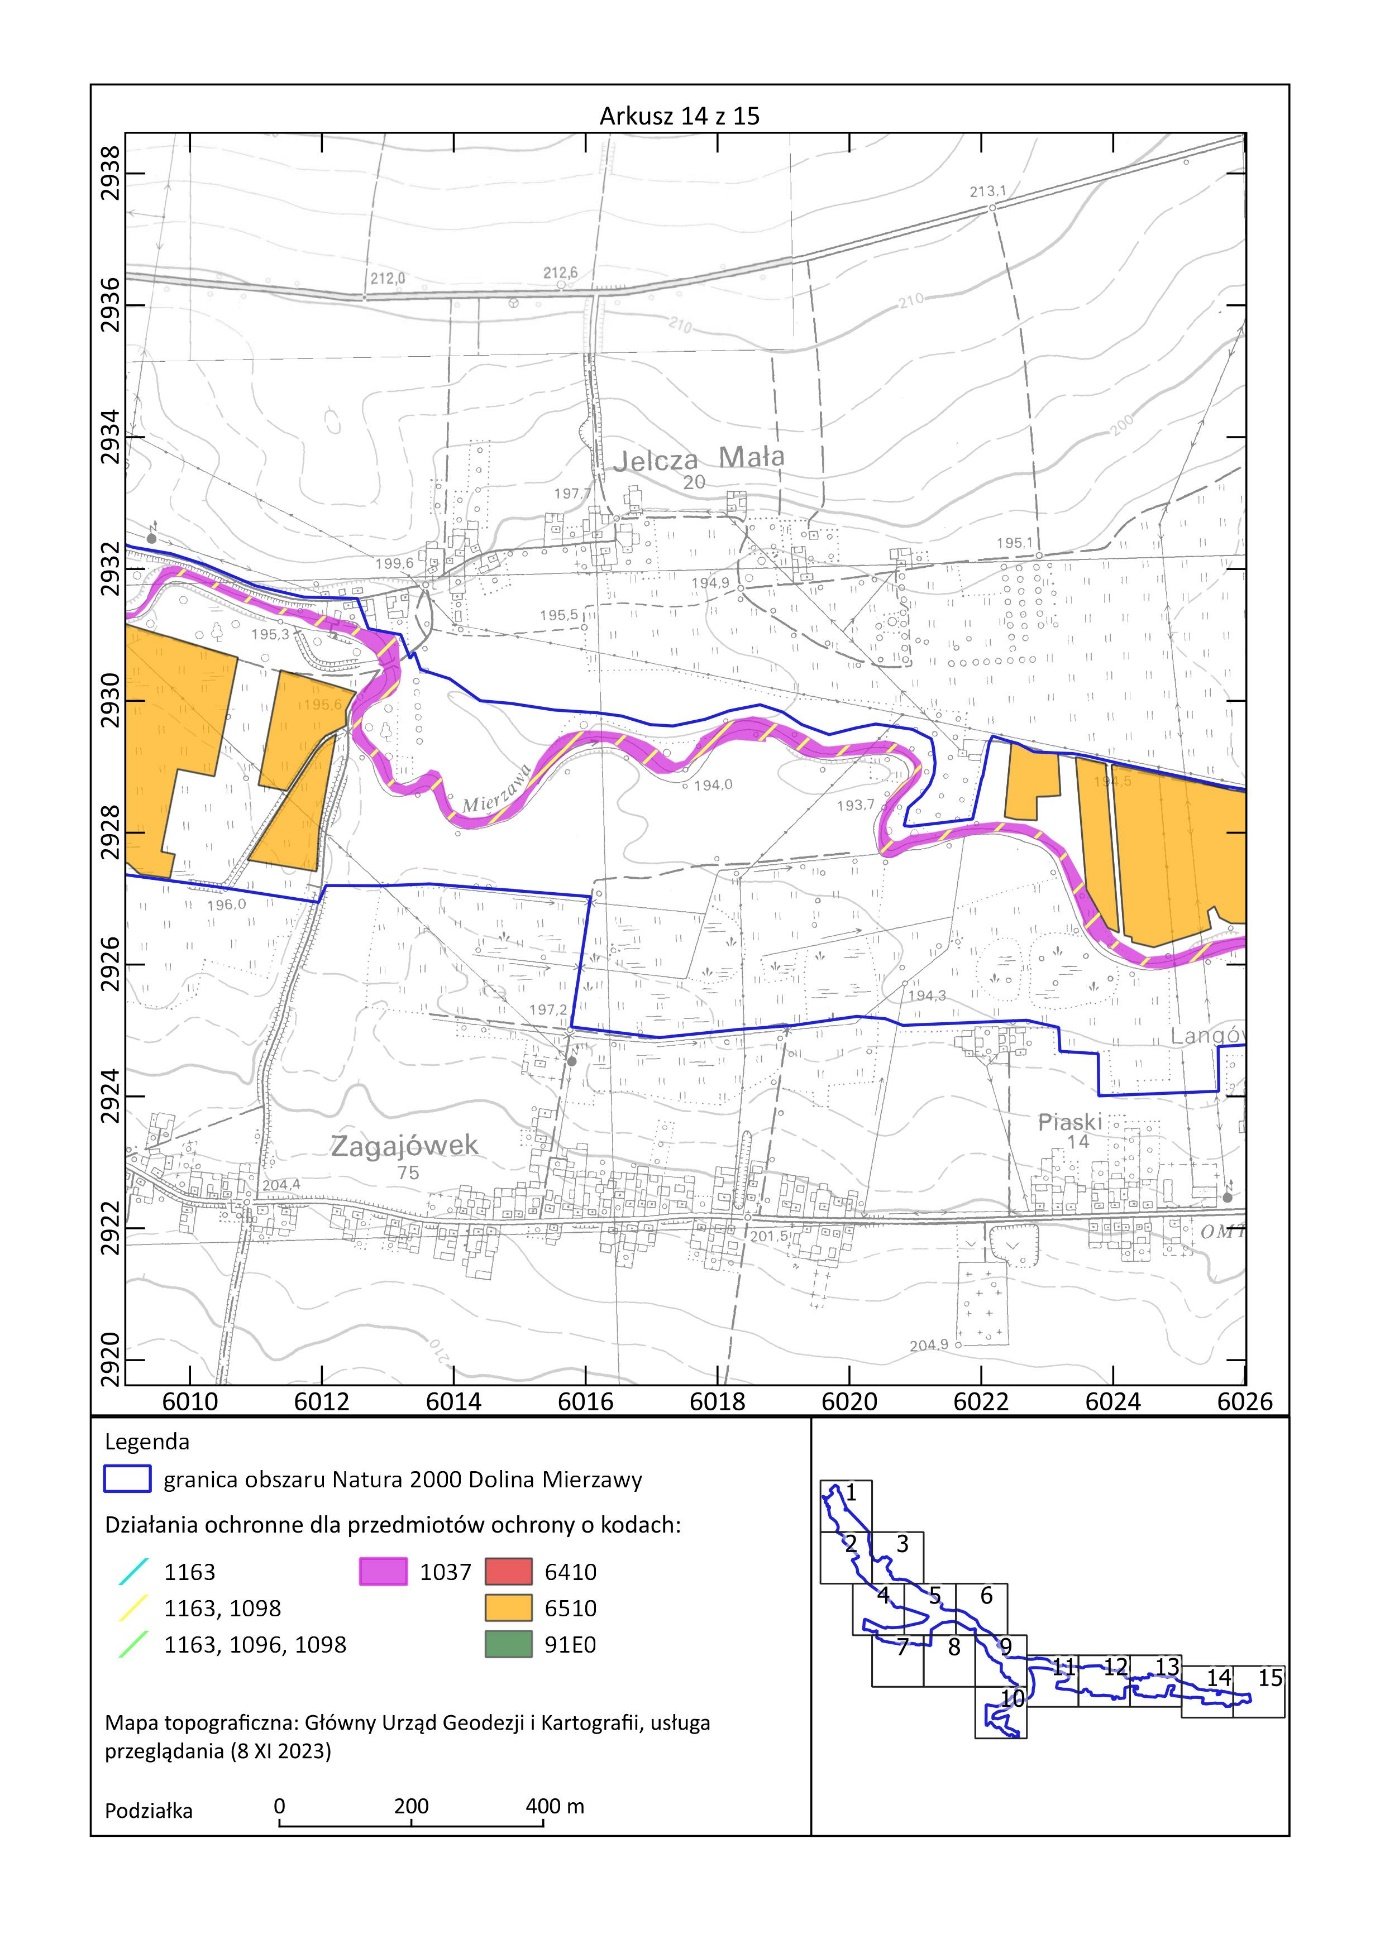 Arkusz 14 z 15
2938
2936
2934
2932
2930
2928
2926
2924
2922
2920
213.1
212,0
212,6
210
210
200
Jelcza Mała
20
197.7
195.1
199.6
194.9
195,5
195,3
195.6
Mierzawa
194.0
194.5
193.7
196.0
194.3
197.2
Langów
Piaski
14
Zagajówek
75
204.4
201.5
OMT
204.9
210
6010 6012 6014 6016 6018 6020 6022 6024 6026
Legenda
granica obszaru Natura 2000 Dolina Mierzawy
Działania ochronne dla przedmiotów ochrony o kodach:
1163 1037 6410
1163, 1098 6510
1163, 1096, 1098 91E0
Mapa topograficzna: Główny Urząd Geodezji i Kartografii, usługa
przeglądania (8 XI 2023)
Podziałka 0 200 400 m
1
2 3
4 5 6
7 8 9
11 12 13 14 15
10